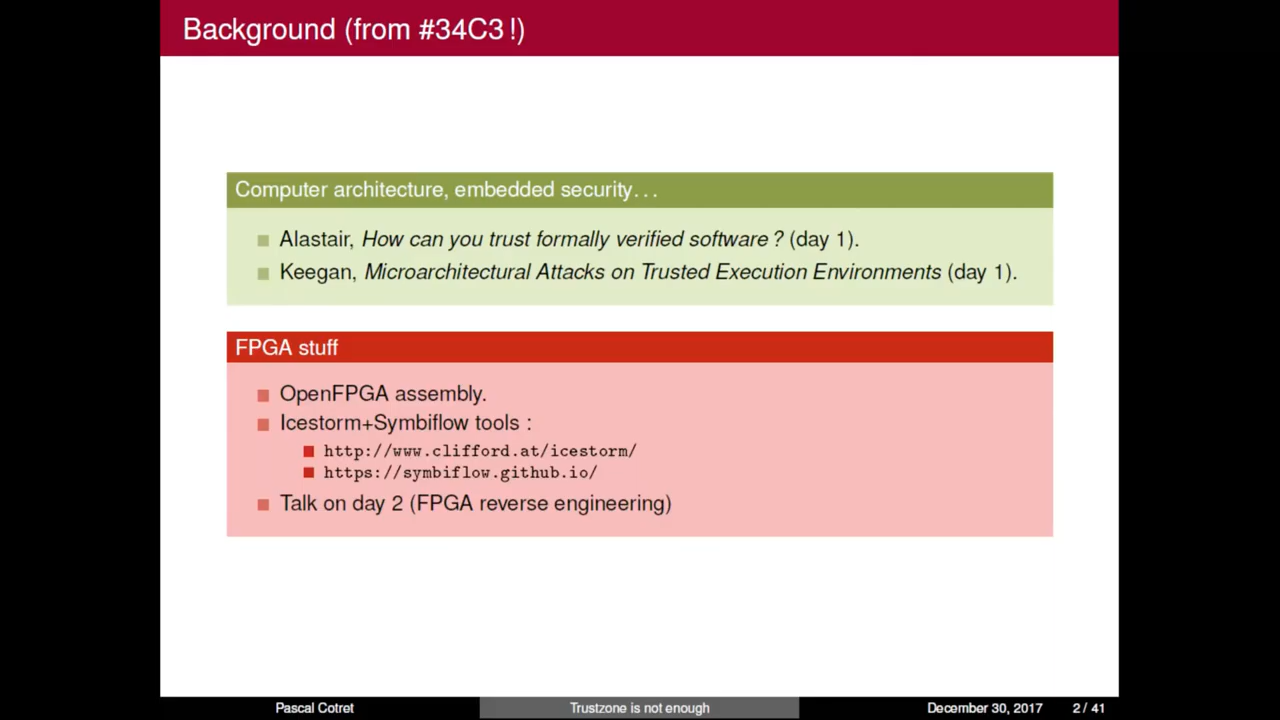 Background (from #34C3 !)
Computer architecture, embedded security. . .
Alastair, How can you trust formally verified software ? (day 1).
Keegan, Microarchitectural Attacks on Trusted Execution Environments (day 1).
FPGA stuff
OpenFPGA assembly.
Icestorm+Symbiflow tools :
http://www.clifford.at/icestorm/
https://symbiflow.github.io/
Talk on day 2 (FPGA reverse engineering)
Pascal Cotret Trustzone is not enough December 30, 2017 2 / 41